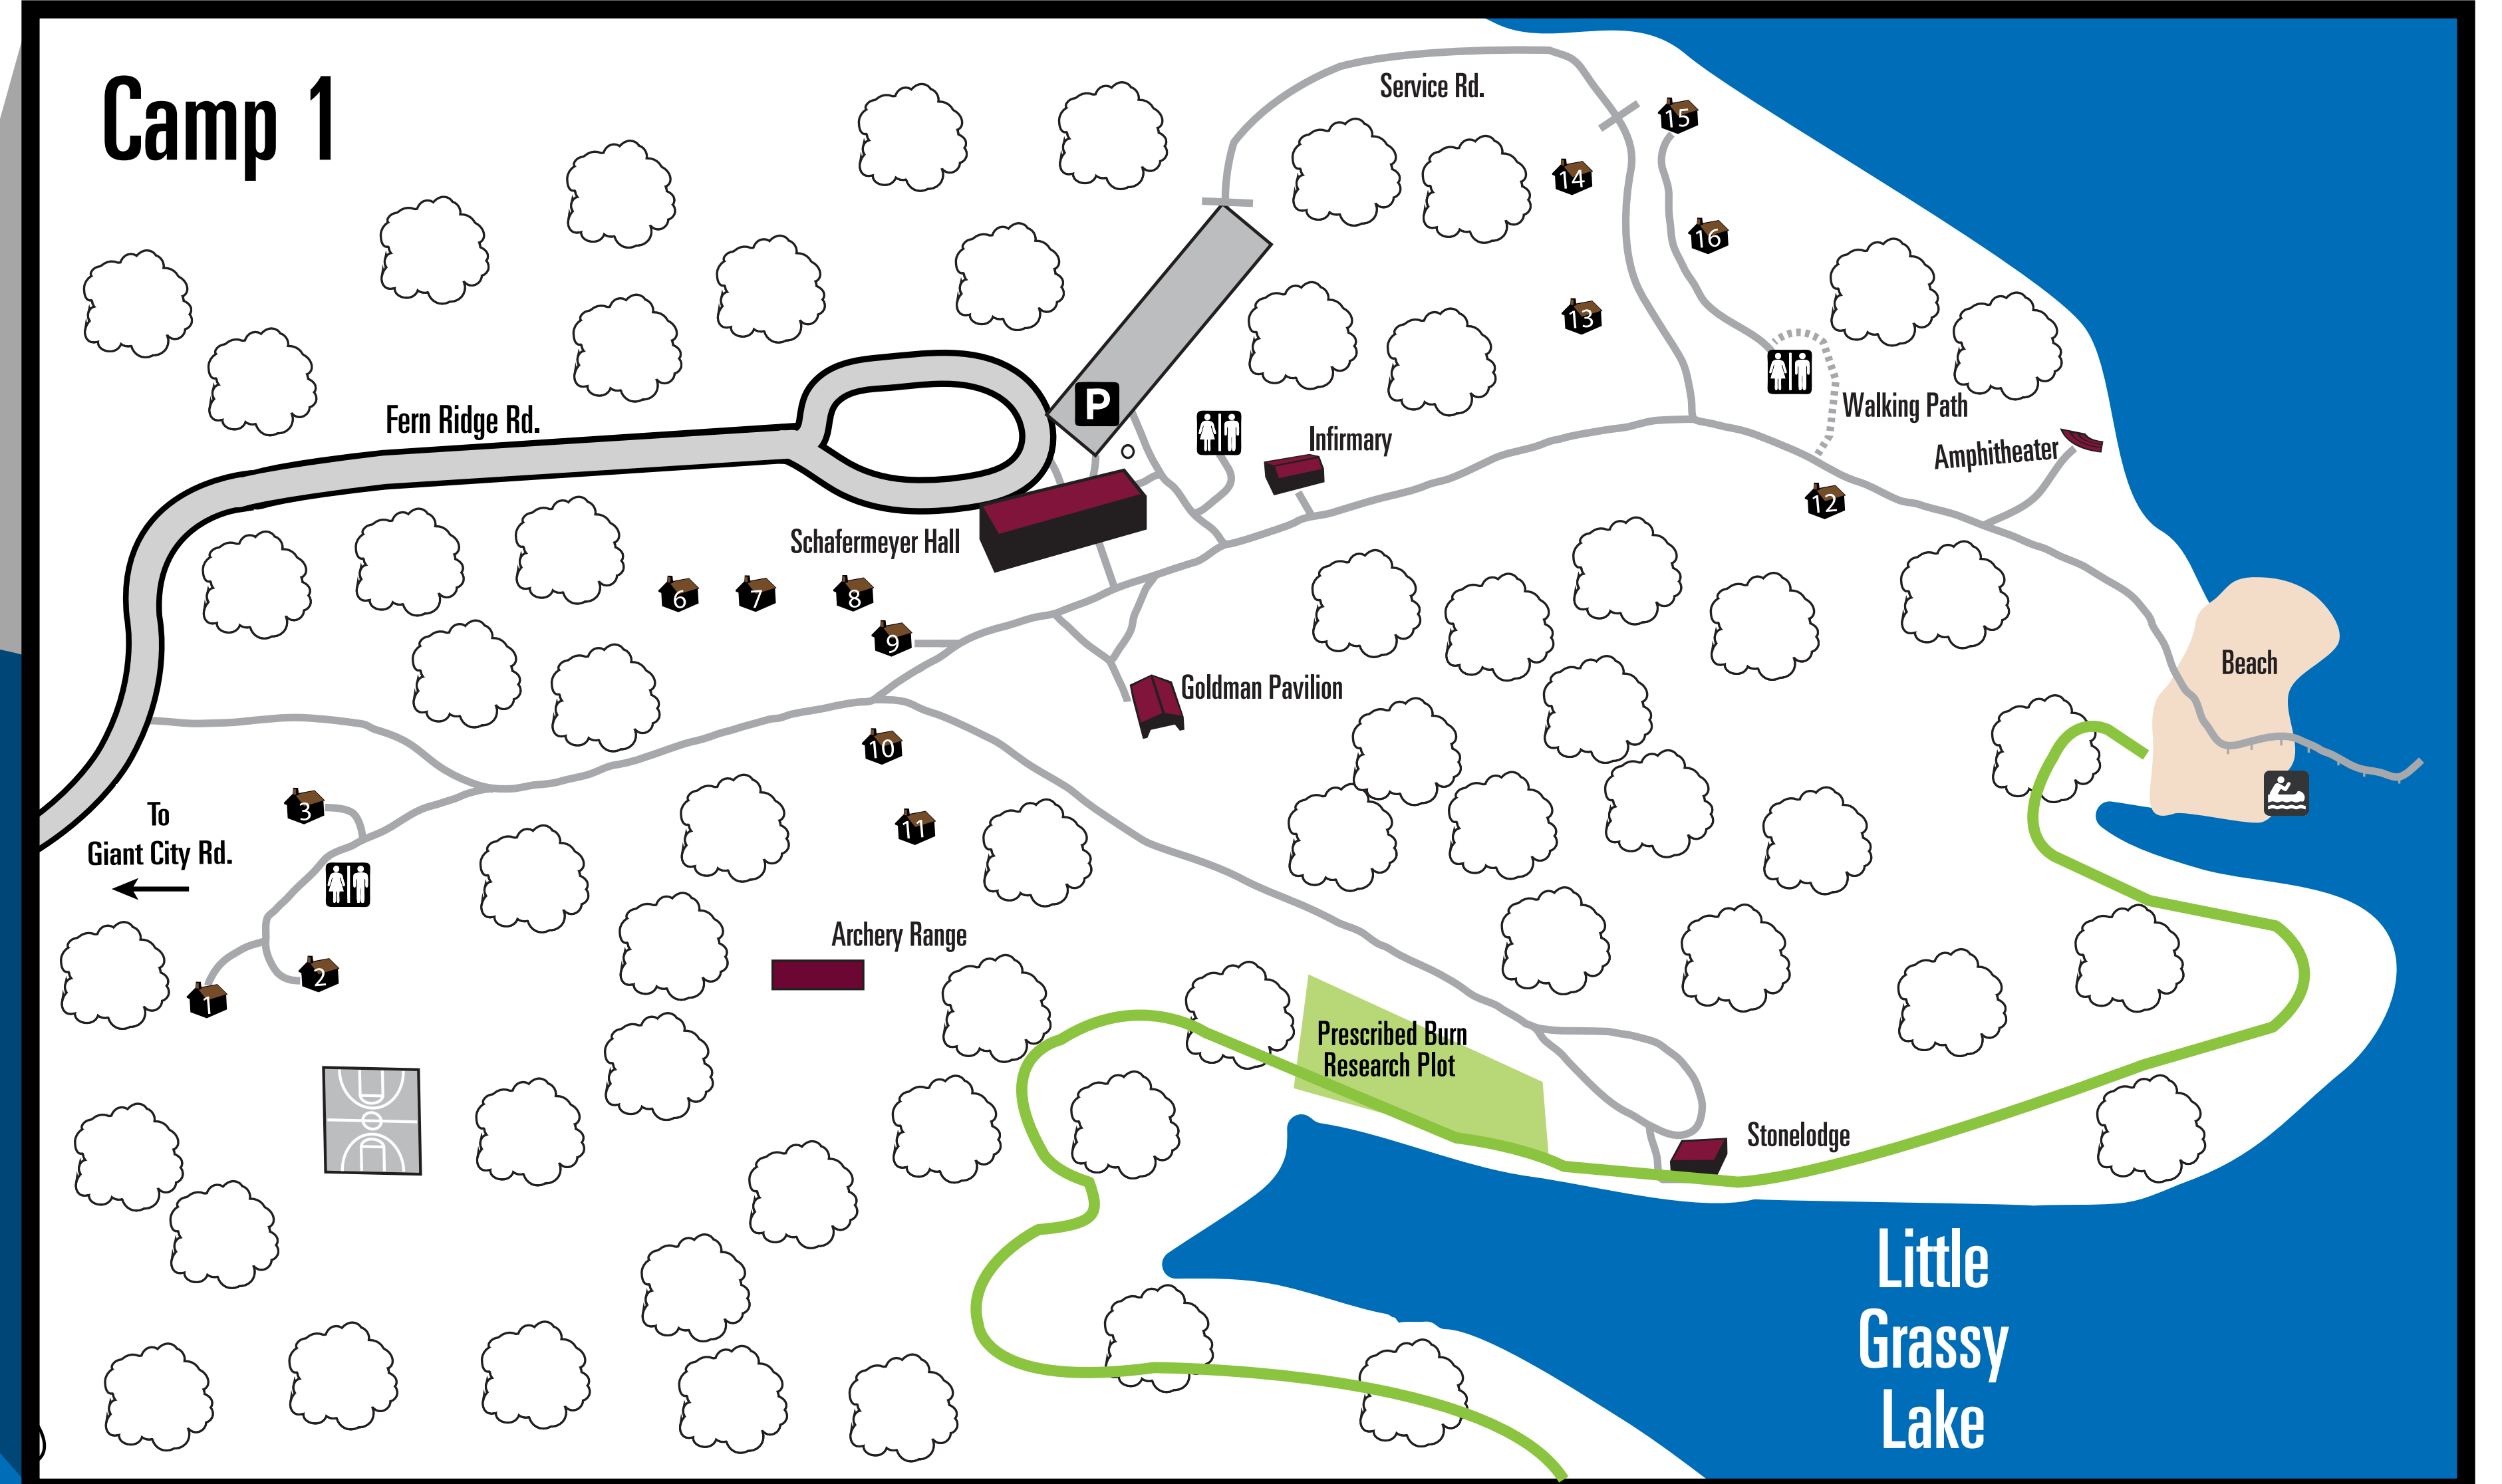 Camp 1
Service Rd.
15
14
16
13
Fern Ridge Rd.
P
Walking Path
Infirmary
Amphitheater
12
Schafermeyer Hall
6
7
8
9
Beach
Goldman Pavilion
10
3
11
To
Giant City Rd.
Archery Range
2
1
Prescribed Burn
Research Plot
Stonelodge
Little
Grassy
Lake